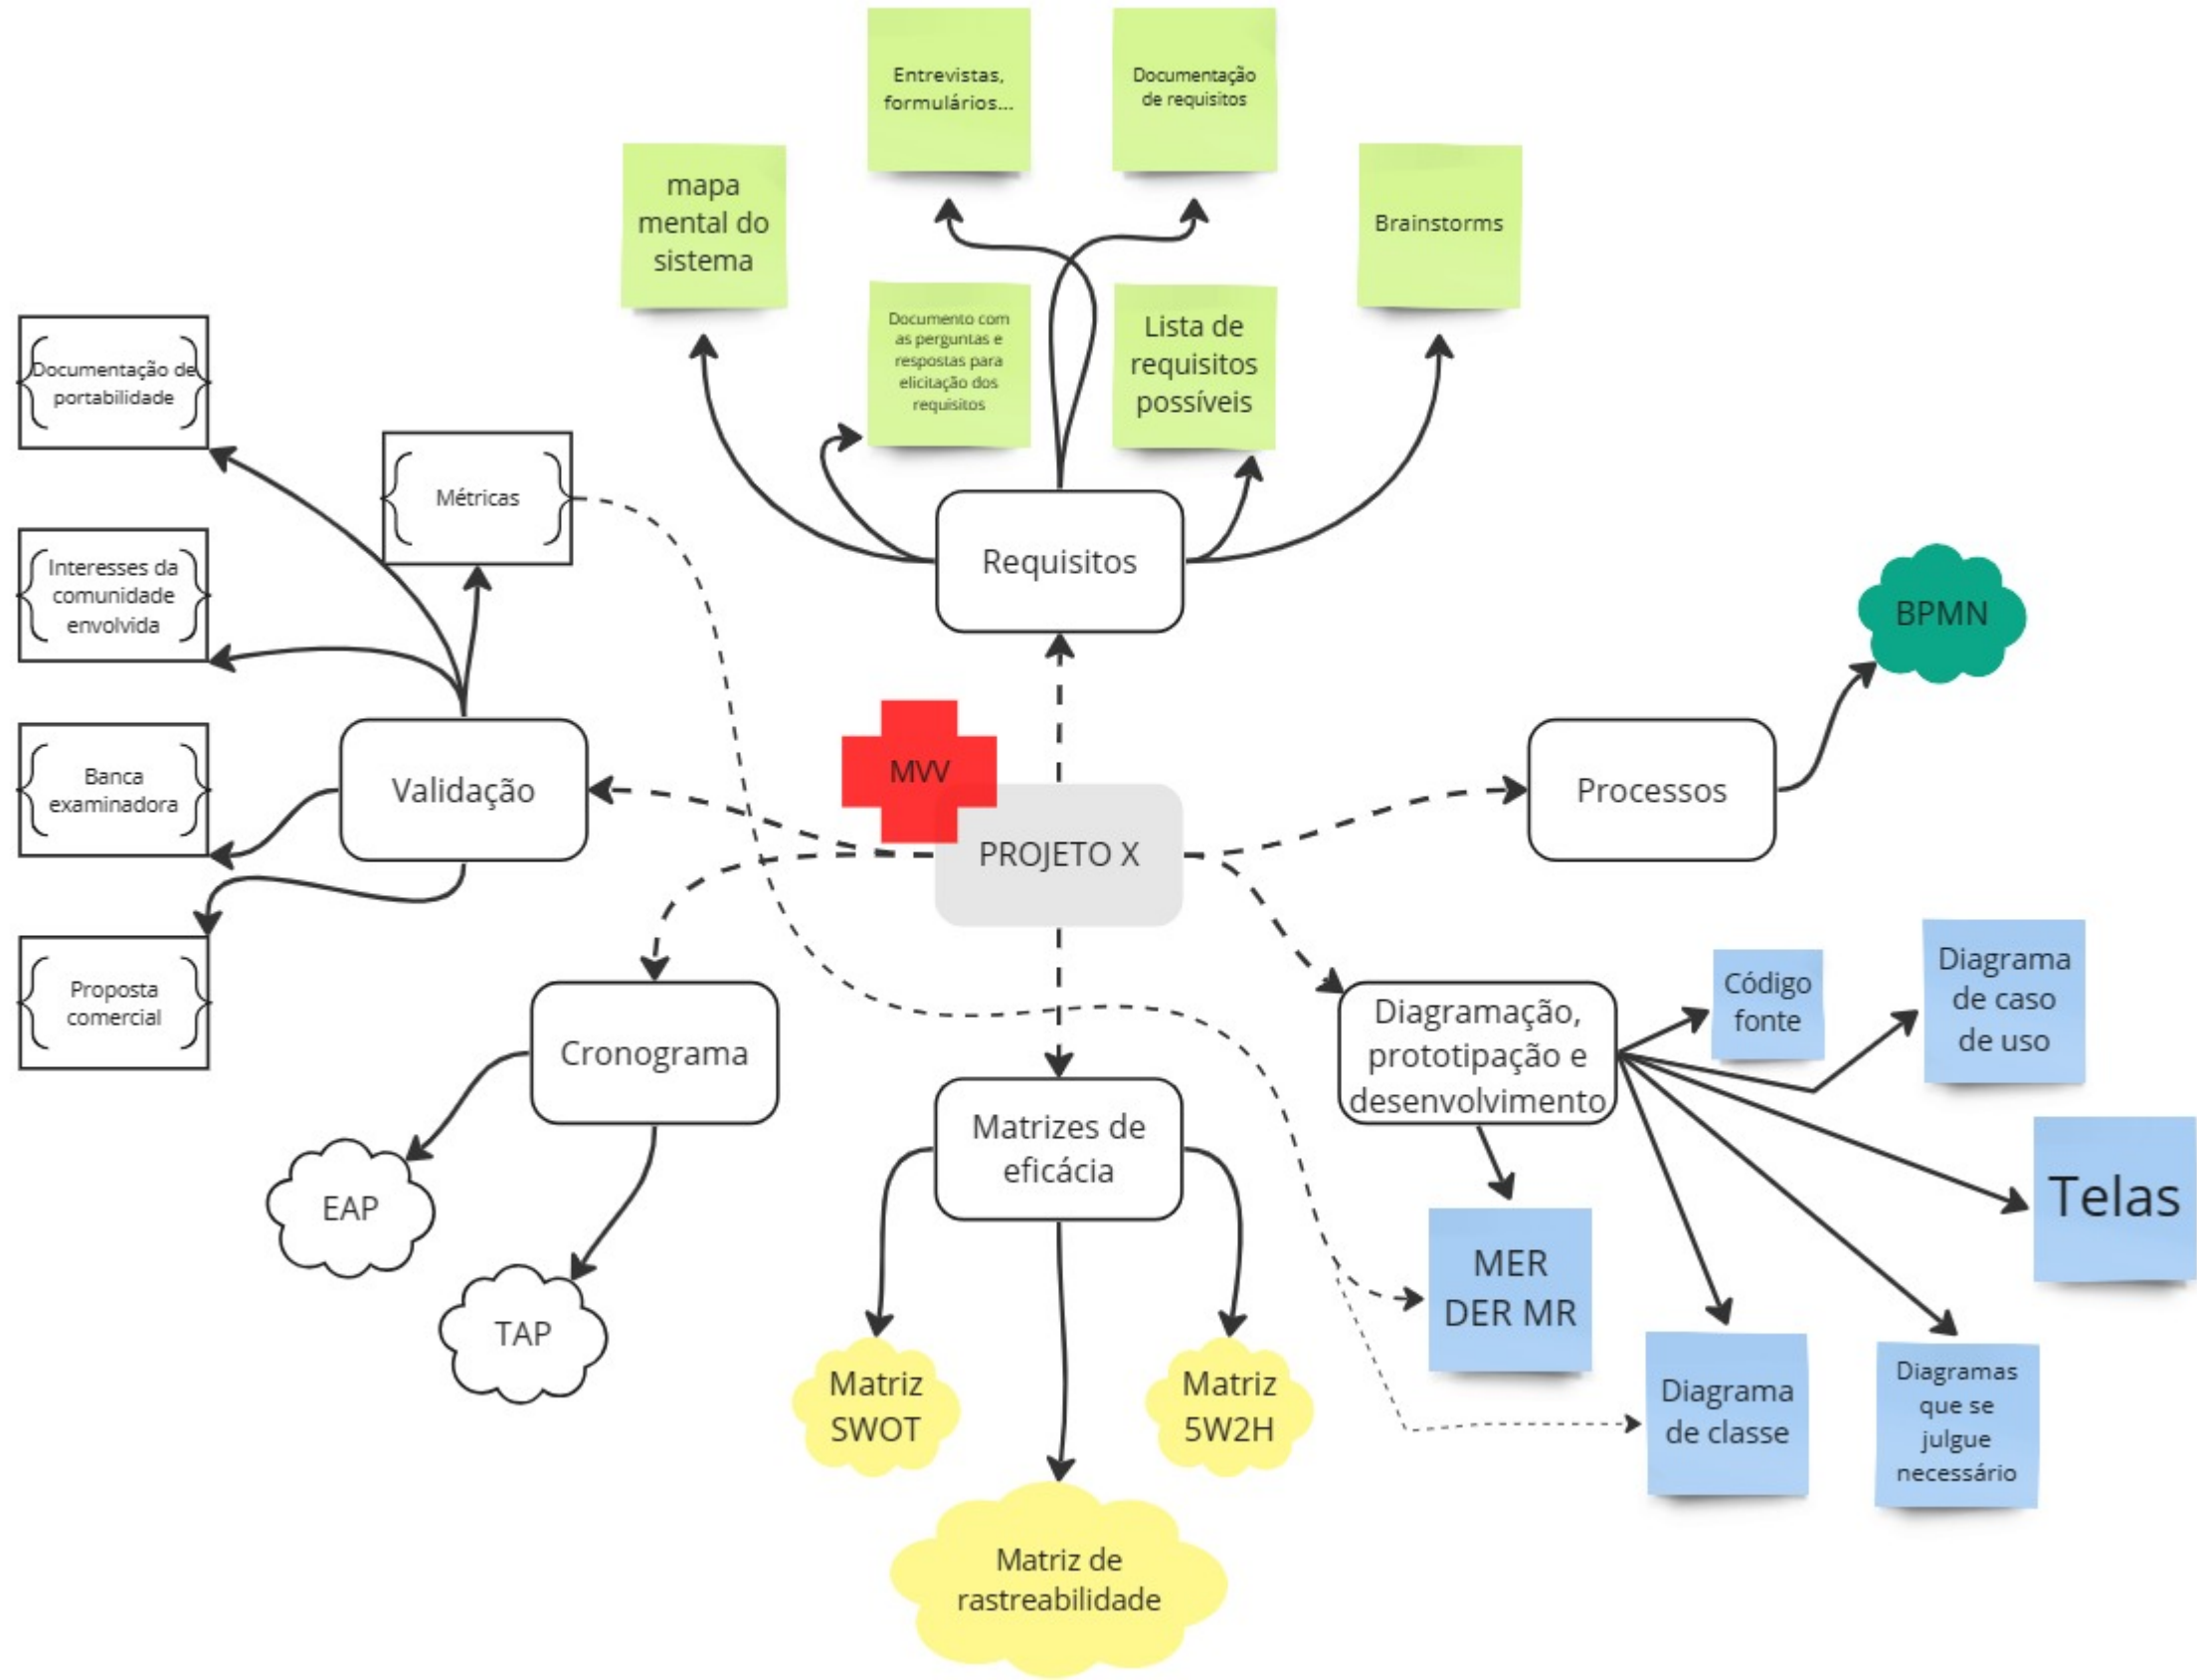 Entrevistas,
formulários...
Documentação
de requisitos
mapa
mental do
sistema
Brainstorms
Documento com
as perguntas e
respostas para
elicitação dos
requisitos
Lista de
requisitos
possíveis
Documentação de
portabilidade
Métricas
Requisitos
Interesses da
comunidade
envolvida
BPMN
Banca
examinadora
Validação
MVV
PROJETO X
Processos
Proposta
comercial
Cronograma
Matrizes de
eficácia
Diagramação,
prototipação e
desenvolvimento
Código
fonte
Diagrama
de caso
de uso
Telas
EAP
TAP
MER
DER MR
Matriz
SWOT
Matriz
5W2H
Diagrama
de classe
Diagramas
que se
julgue
necessário
Matriz de
rastreabilidade